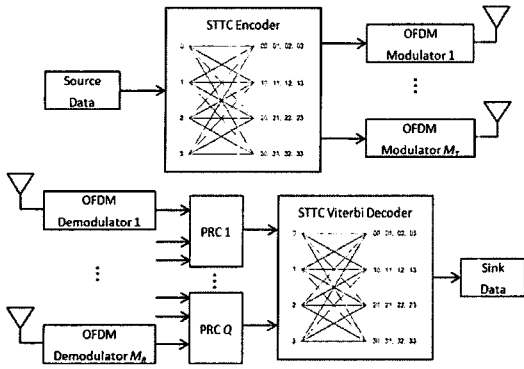 STTC Encoder
0 00, 01, 02, 03
1 10, 11, 12, 13
2 20, 21, 22, 23
3 30, 31, 32, 33
Source
Data
OFDM
Modulator 1
OFDM
Modulator M_T
OFDM
Demodulator 1
PRC 1
PRC Q
OFDM
Demodulator M_R
STTC Viterbi Decoder
0 00, 01, 02, 03
1 10, 11, 12, 13
2 21, 22, 23
3 30, 31, 32, 33
Sink
Data